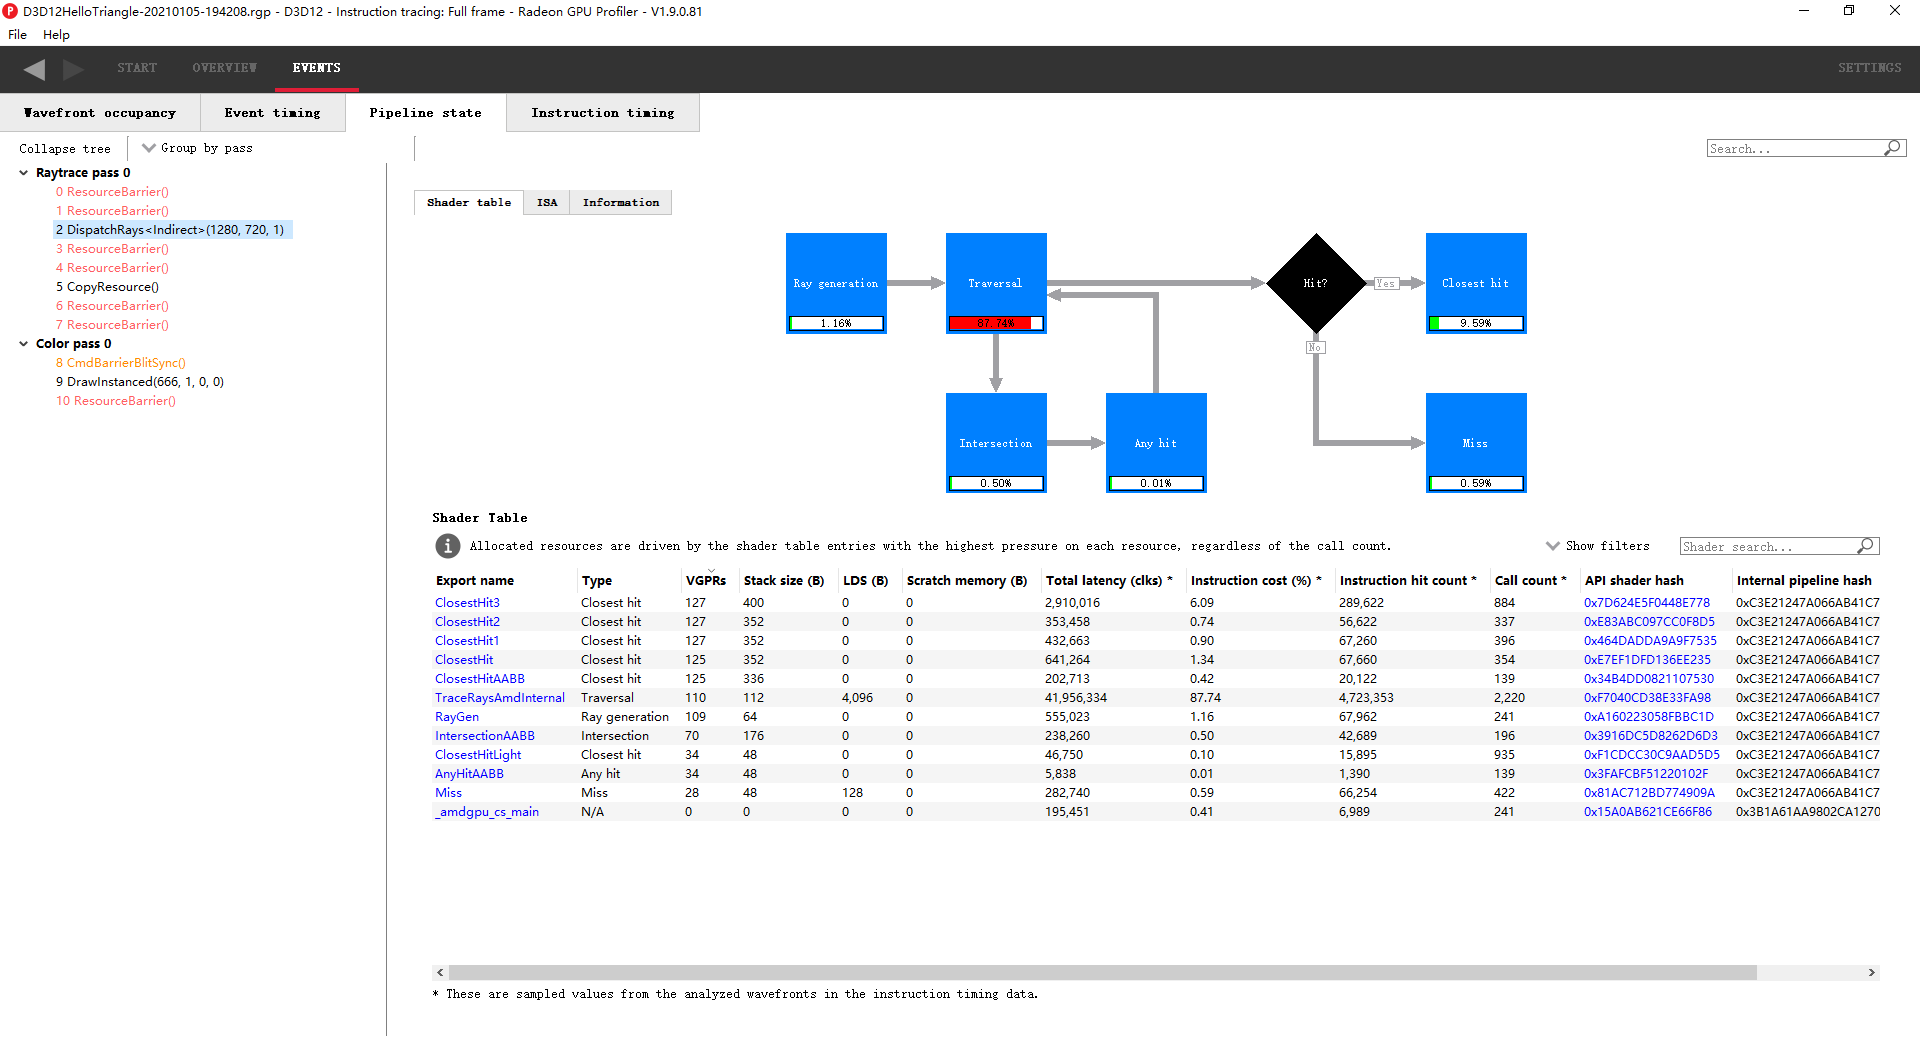 D3D12HelloTriangle-20210105-194208.rgp - D3D12 - Instruction tracing: Full frame - Radeon GPU Profiler - V1.9.0.81
File Help
START OVERVIEW EVENTS SETTINGS
Wavefront occupancy Event timing Pipeline state Instruction timing
Collapse tree Group by pass Search...
Raytrace pass 0
0 ResourceBarrier()
1 ResourceBarrier()
2 DispatchRays<Indirect>(1280, 720, 1)
3 ResourceBarrier()
4 ResourceBarrier()
5 CopyResource()
6 ResourceBarrier()
7 ResourceBarrier()
Color pass 0
8 CmdBarrierBlitSync()
9 DrawInstanced(666, 1, 0, 0)
10 ResourceBarrier()
Shader table ISA Information
Ray generation Traversal Hit? Yes Closest hit
1.16% 87.74% 9.59%
No
Intersection Any hit Miss
0.50% 0.01% 0.59%
Shader Table
Allocated resources are driven by the shader table entries with the highest pressure on each resource, regardless of the call count. Show filters Shader search...
Export name Type VGPRs Stack size (B) LDS (B) Scratch memory (B) Total latency (clks) * Instruction cost (%) * Instruction hit count * Call count * API shader hash Internal pipeline hash
ClosestHit3 Closest hit 127 400 0 0 2,910,016 6.09 289,622 884 0x7D624E5F0448E778 0xC3E21247A066AB41C7
ClosestHit2 Closest hit 127 352 0 0 353,458 0.74 56,622 337 0xE83ABC097CC0F8D5 0xC3E21247A066AB41C7
ClosestHit1 Closest hit 127 352 0 0 432,663 0.90 67,260 396 0x464DADDA9A9F7535 0xC3E21247A066AB41C7
ClosestHit Closest hit 125 352 0 0 641,264 1.34 67,660 354 0xE7EF1DFD136EE235 0xC3E21247A066AB41C7
ClosestHitAABB Closest hit 125 336 0 0 202,713 0.42 20,122 139 0x34B4DD0821107530 0xC3E21247A066AB41C7
TraceRaysAmdInternal Traversal 110 112 4,096 0 41,956,334 87.74 4,723,353 2,220 0xF7040CD38E33FA98 0xC3E21247A066AB41C7
RayGen Ray generation 109 64 0 0 555,023 1.16 67,962 241 0xA160223058FBBC1D 0xC3E21247A066AB41C7
IntersectionAABB Intersection 70 176 0 0 238,260 0.50 42,689 196 0x3916DC5D8262D6D3 0xC3E21247A066AB41C7
ClosestHitLight Closest hit 34 48 0 0 46,750 0.10 15,895 935 0xF1CDCC30C9AAD5D5 0xC3E21247A066AB41C7
AnyHitAABB Any hit 34 48 0 0 5,838 0.01 1,390 139 0x3FAFCBF51220102F 0xC3E21247A066AB41C7
Miss Miss 28 48 128 0 282,740 0.59 66,254 422 0x81AC712BD774909A 0xC3E21247A066AB41C7
_amdgpu_cs_main N/A 0 0 0 0 195,451 0.41 6,989 241 0x15A0AB621CE66F86 0x3B1A61AA9802CA1270
* These are sampled values from the analyzed wavefronts in the instruction timing data.